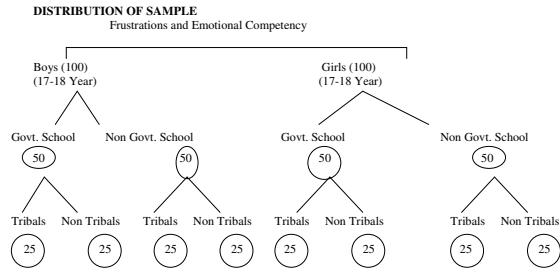 DISTRIBUTION OF SAMPLE
Frustrations and Emotional Competency
Boys (100) Girls (100)
(17-18 Year) (17-18 Year)
Govt. School Non Govt. School Govt. School Non Govt. School
50 50 50 50
Tribals Non Tribals Tribals Non Tribals Tribals Non Tribals Tribals Non Tribals
25 25 25 25 25 25 25 25